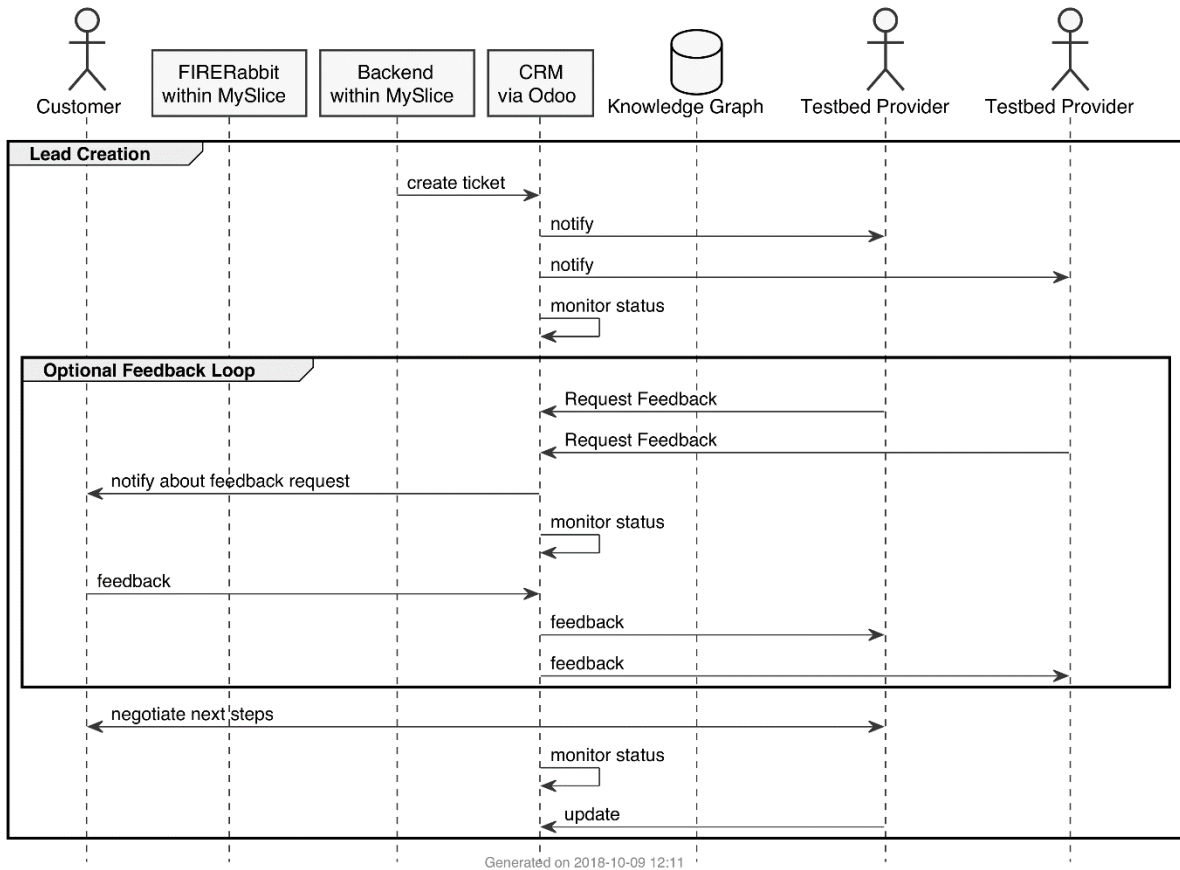 FIRERabbit
within MySlice
Backend
within MySlice
CRM
via Odoo
Customer
Knowledge Graph
Testbed Provider
Testbed Provider
Lead Creation
create ticket
notify
notify
monitor status
Optional Feedback Loop
Request Feedback
Request Feedback
notify about feedback request
monitor status
feedback
feedback
feedback
negotiate next steps
monitor status
update
Generated on 2018-10-09 12:11